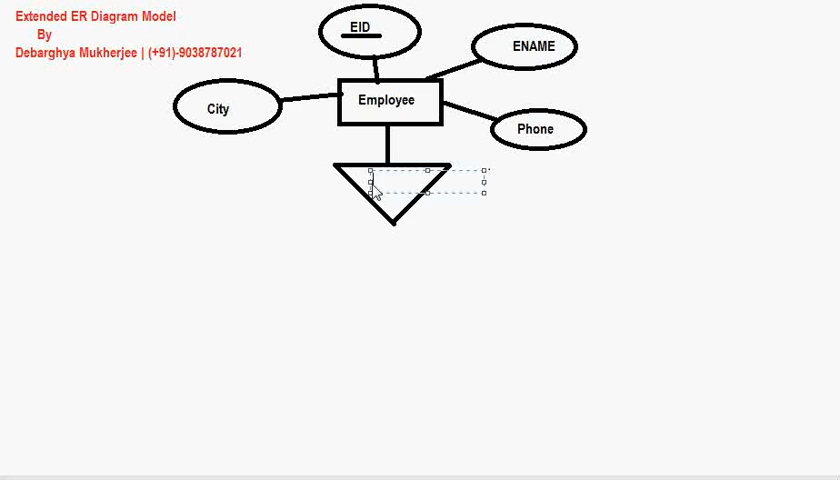 Extended ER Diagram Model
By
Debarghya Mukherjee | (+91)-9038787021
EID
ENAME
City
Employee
Phone